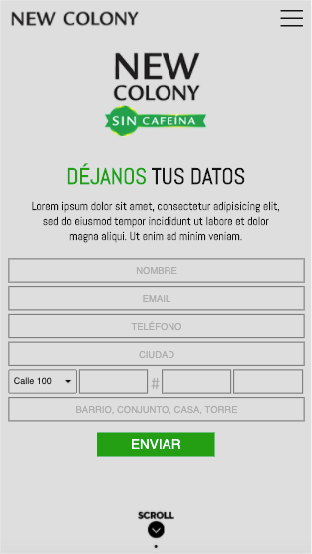 NEW COLONY
NEW
COLONY
SIN CAFEÍNA
DÉJANOS TUS DATOS
Lorem ipsum dolor sit amet, consectetur adipisicing elit,
sed do eiusmod tempor incididunt ut labore et dolor
magna aliqui. Ut enim ad minim veniam.
NOMBRE
EMAIL
TELÉFONO
CIUDAD
Calle 100 #
BARRIO, CONJUNTO, CASA, TORRE
ENVIAR
SCROLL